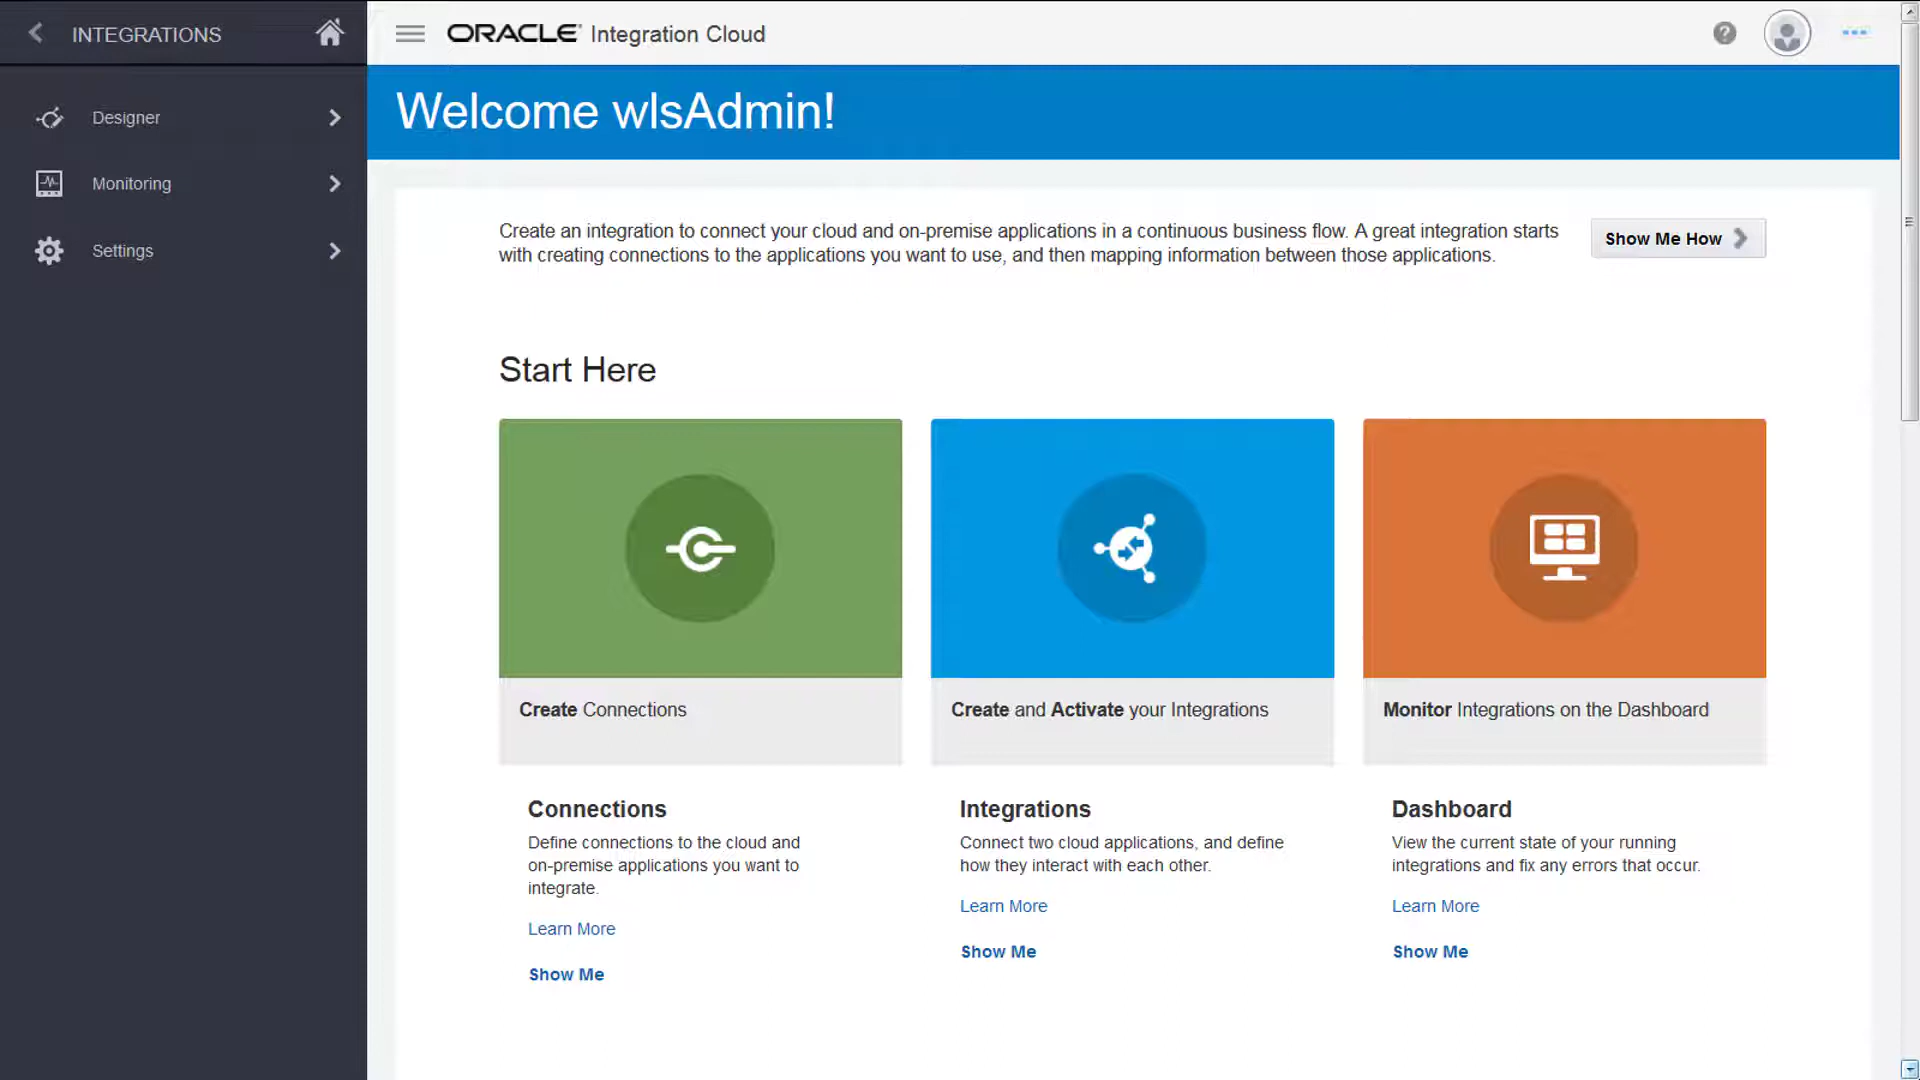 INTEGRATIONS
Designer
Monitoring
Settings
ORACLE Integration Cloud
Welcome wlsAdmin!
Create an integration to connect your cloud and on-premise applications in a continuous business flow. A great integration starts
with creating connections to the applications you want to use, and then mapping information between those applications.
Show Me How
Start Here
Create Connections
Create and Activate your Integrations
Monitor Integrations on the Dashboard
Connections
Define connections to the cloud and
on-premise applications you want to
integrate.
Learn More
Show Me
Integrations
Connect two cloud applications, and define
how they interact with each other.
Learn More
Show Me
Dashboard
View the current state of your running
integrations and fix any errors that occur.
Learn More
Show Me